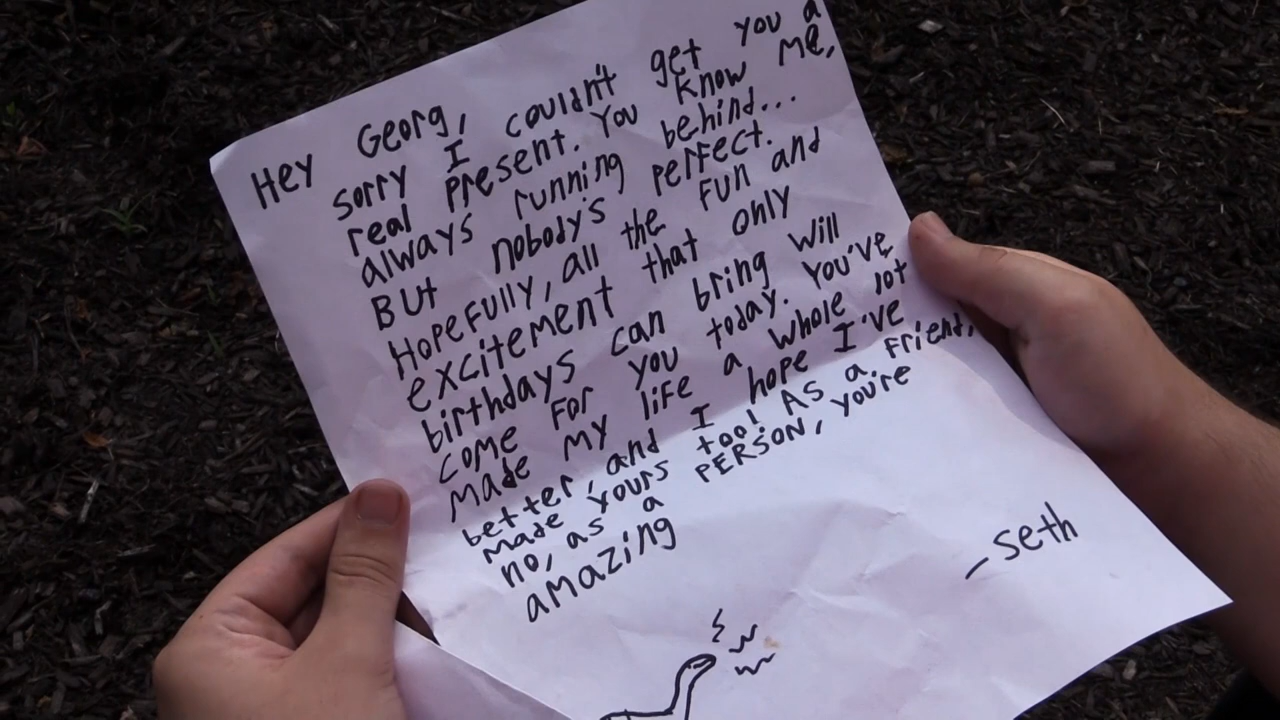 Hey Georg,
sorry I couldn't get you a
real present. You know me,
always running behind...
BUt nobody's perfect.
Hopefully, all the fun and
excitement that only
birthdays can bring will
come for you today. You've
made my life a whole lot
better, and I hope I've
made yours too! As a friend,
no, as a PERSON, you're
amazing
-seth